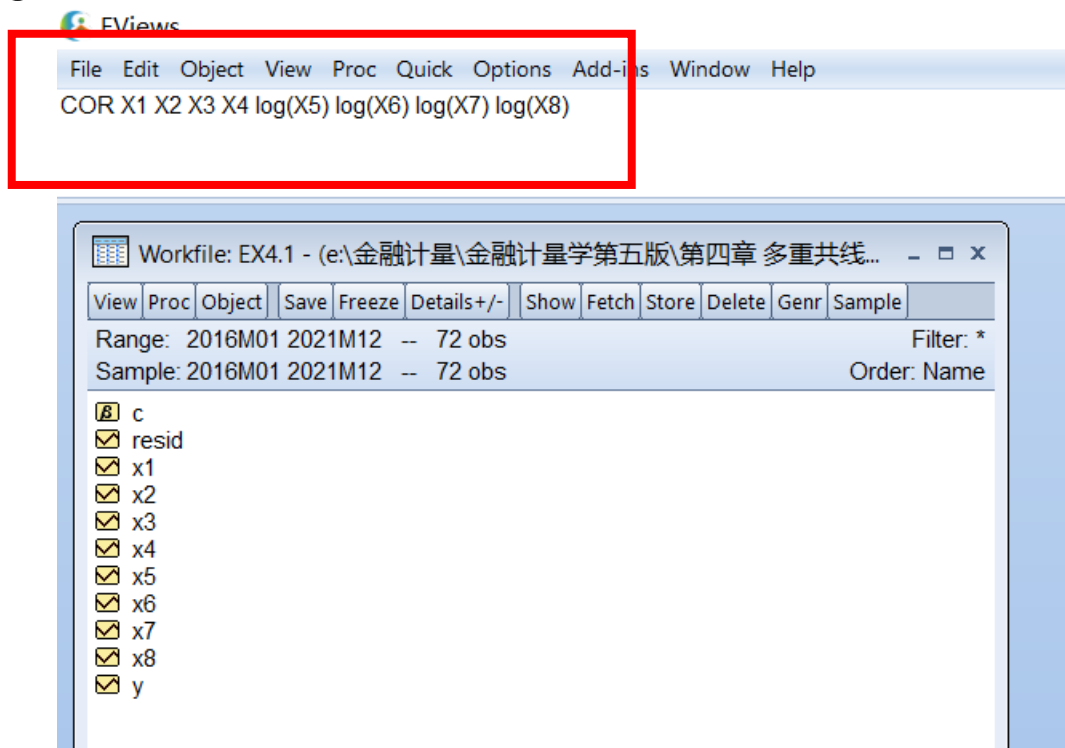 EViews
File Edit Object View Proc Quick Options Add-ins Window Help
COR X1 X2 X3 X4 log(X5) log(X6) log(X7) log(X8)
Workfile: EX4.1 - (e:\金融计量\金融计量学第五版\第四章 多重共线...
View Proc Object Save Freeze Details+/- Show Fetch Store Delete Genr Sample
Range: 2016M01 2021M12 -- 72 obs Filter: *
Sample: 2016M01 2021M12 -- 72 obs Order: Name
β c
resid
x1
x2
x3
x4
x5
x6
x7
x8
y